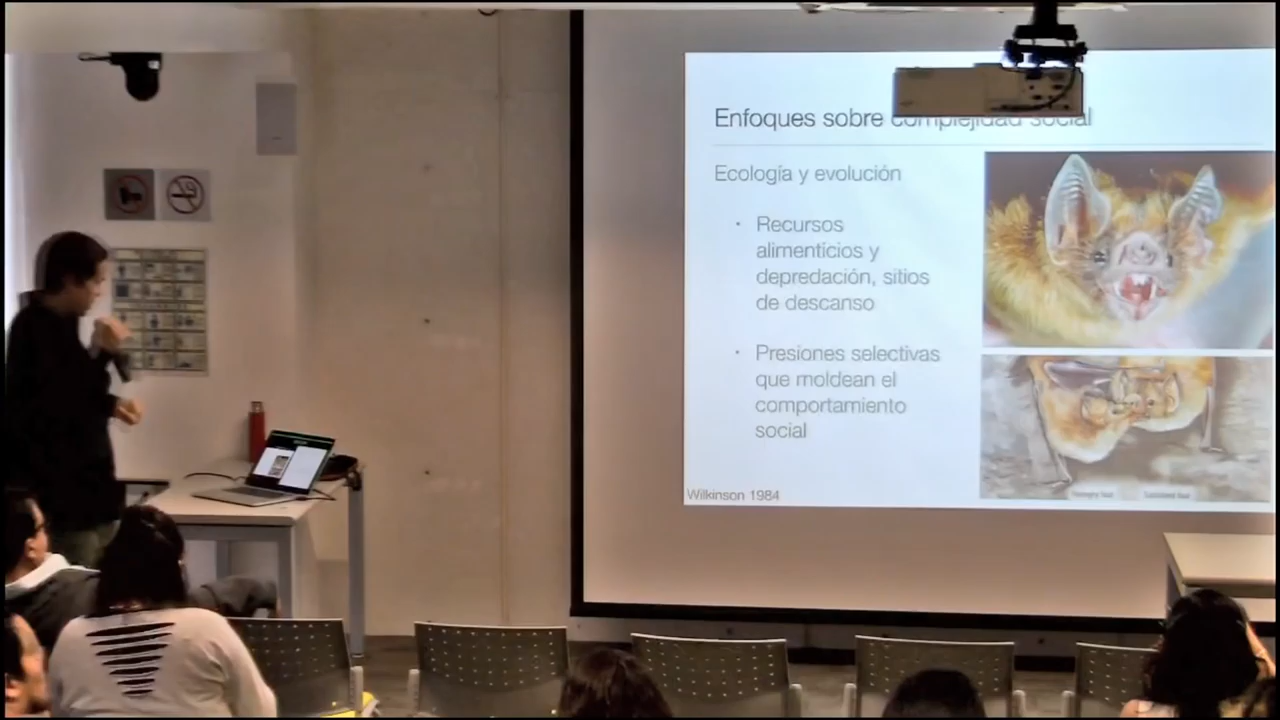 Enfoques sobre complejidad social
Ecología y evolución
· Recursos
alimenticios y
depredación, sitios
de descanso
· Presiones selectivas
que moldean el
comportamiento
social
Wilkinson 1984